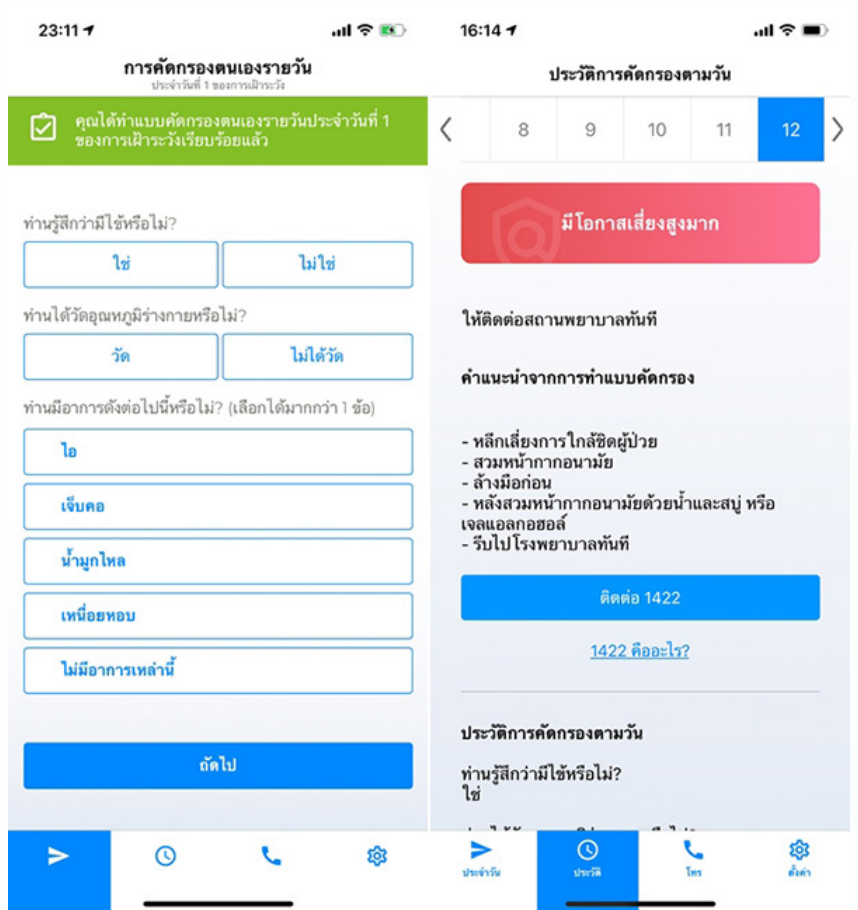 23:11
การคัดกรองตนเองรายวัน
ประจำวันที่ 1 ของการเฝ้าระวัง
คุณได้ทำแบบคัดกรองตนเองรายวันประจำวันที่ 1
ของการเฝ้าระวังเรียบร้อยแล้ว
ท่านรู้สึกว่ามีไข้หรือไม่?
ใช่
ไม่ใช่
ท่านได้วัดอุณหภูมิร่างกายหรือไม่?
วัด
ไม่ได้วัด
ท่านมีอาการดังต่อไปนี้หรือไม่? (เลือกได้มากกว่า 1 ข้อ)
ไอ
เจ็บคอ
น้ำมูกไหล
เหนื่อยหอบ
ไม่มีอาการเหล่านี้
ถัดไป
16:14
ประวัติการคัดกรองตามวัน
8 9 10 11 12
มีโอกาสเสี่ยงสูงมาก
ให้ติดต่อสถานพยาบาลทันที
คำแนะนำจากการทำแบบคัดกรอง
- หลีกเลี่ยงการใกล้ชิดผู้ป่วย
- สวมหน้ากากอนามัย
- ล้างมือก่อน
- หลังสวมหน้ากากอนามัยด้วยน้ำและสบู่ หรือ
เจลแอลกอฮอล์
- รีบไปโรงพยาบาลทันที
ติดต่อ 1422
1422 คืออะไร?
ประวัติการคัดกรองตามวัน
ท่านรู้สึกว่ามีไข้หรือไม่?
ใช่
ประจำวัน
ประวัติ
โทร
ตั้งค่า